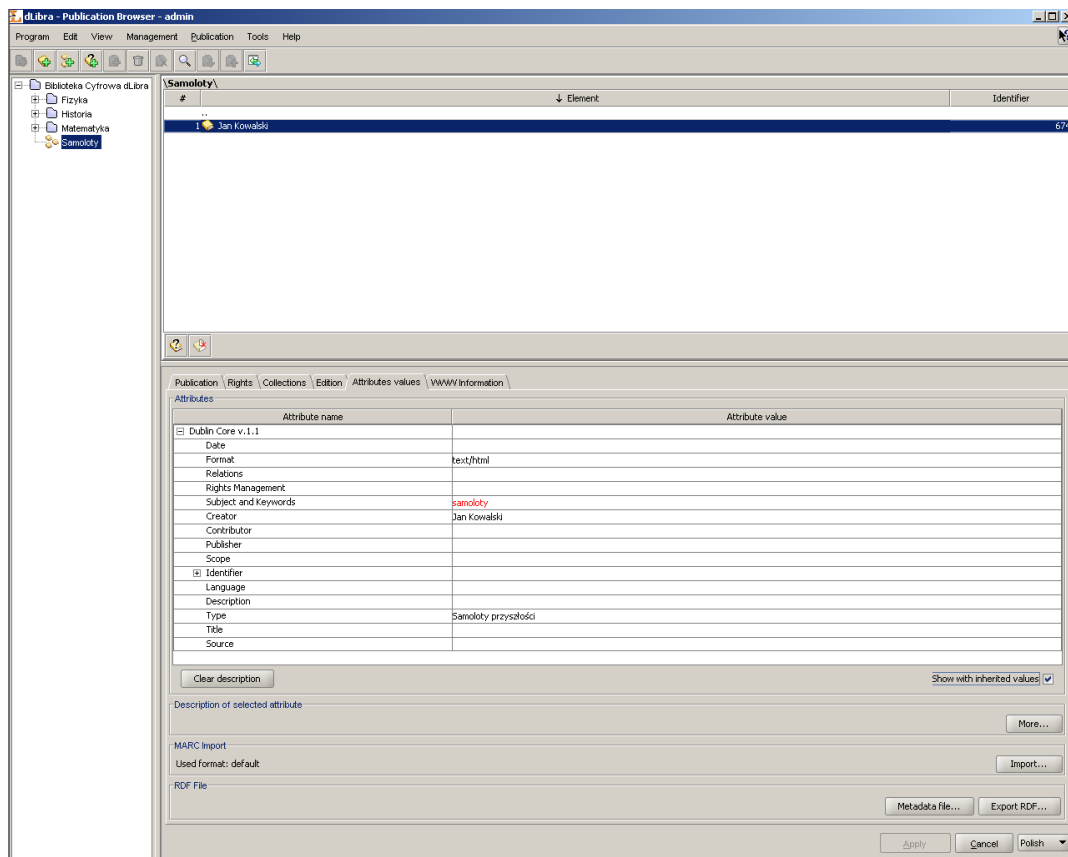 dLibra - Publication Browser - admin
Program Edit View Management Publication Tools Help
Biblioteka Cyfrowa dLibra
Fizyka
Historia
Matematyka
Samoloty
\Samoloty\
# ↓ Element Identifier
..
1 Jan Kowalski 674
Publication Rights Collections Edition Attributes values WWW Information
Attributes
Attribute name Attribute value
Dublin Core v.1.1
Date
Format text/html
Relations
Rights Management
Subject and Keywords samoloty
Creator Jan Kowalski
Contributor
Publisher
Scope
Identifier
Language
Description
Type Samoloty przyszłości
Title
Source
Clear description Show with inherited values
Description of selected attribute
More...
MARC Import
Used format: default Import...
RDF File
Metadata file... Export RDF...
Apply Cancel Polish